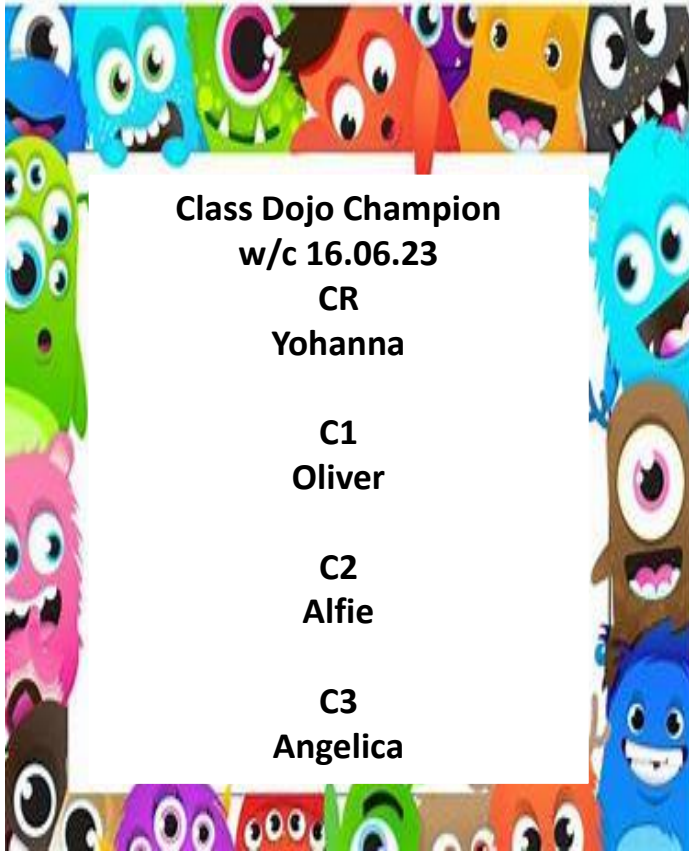 Class Dojo Champion
w/c 16.06.23
CR
Yohanna
C1
Oliver
C2
Alfie
C3
Angelica